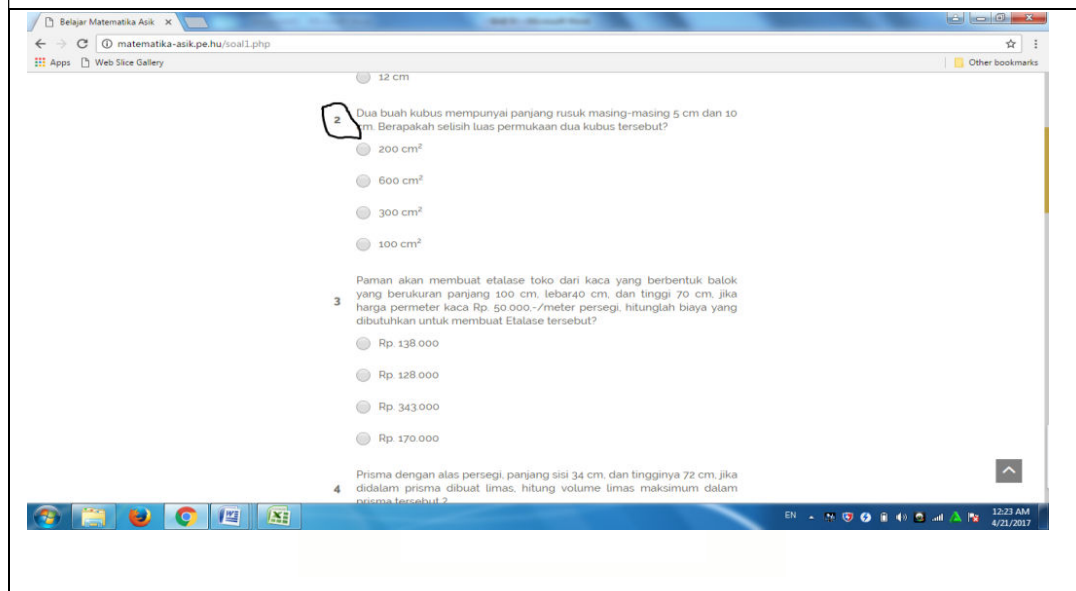 Belajar Matematika Asik
matematika-asik.pe.hu/soal1.php
Apps Web Slice Gallery Other bookmarks
12 cm
2 Dua buah kubus mempunyai panjang rusuk masing-masing 5 cm dan 10
cm. Berapakah selisih luas permukaan dua kubus tersebut?
200 cm²
600 cm²
300 cm²
100 cm²
Paman akan membuat etalase toko dari kaca yang berbentuk balok
3 yang berukuran panjang 100 cm, lebar40 cm, dan tinggi 70 cm, jika
harga permeter kaca Rp. 50.000,-/meter persegi, hitunglah biaya yang
dibutuhkan untuk membuat Etalase tersebut?
Rp. 138.000
Rp. 128.000
Rp. 343.000
Rp. 170.000
Prisma dengan alas persegi, panjang sisi 34 cm, dan tingginya 72 cm, jika
4 didalam prisma dibuat limas, hitung volume limas maksimum dalam
prisma tersebut ?
EN 12:23 AM
4/21/2017